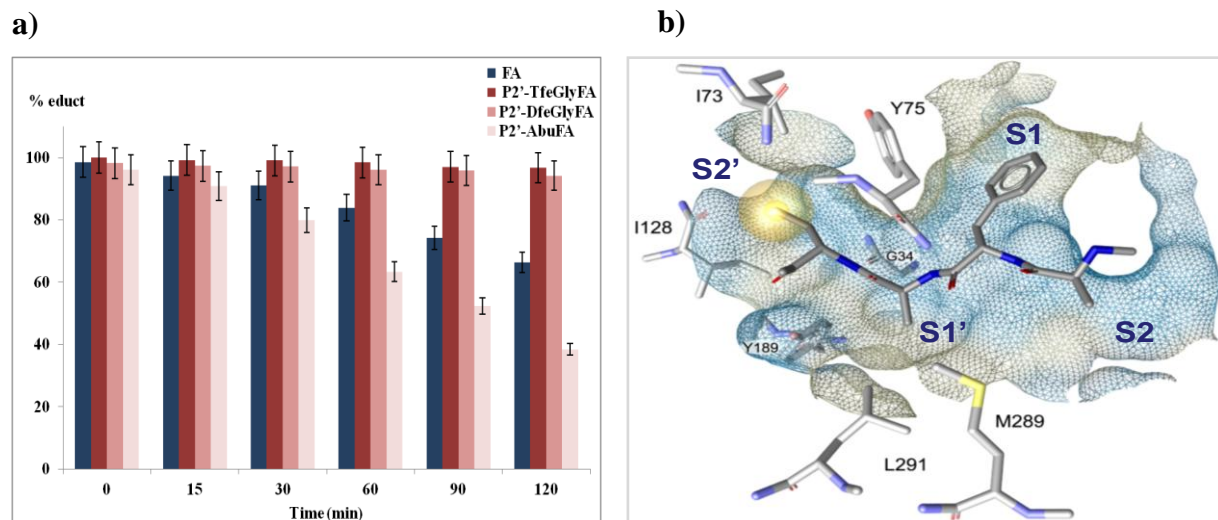 a)
b)
% educt
FA
P2'-TfeGlyFA
P2'-DfeGlyFA
P2'-AbuFA
100
80
60
40
20
0
0 15 30 60 90 120
Time (min)
I73
Y75
S1
S2'
I128
G34
S1'
S2
Y189
M289
L291